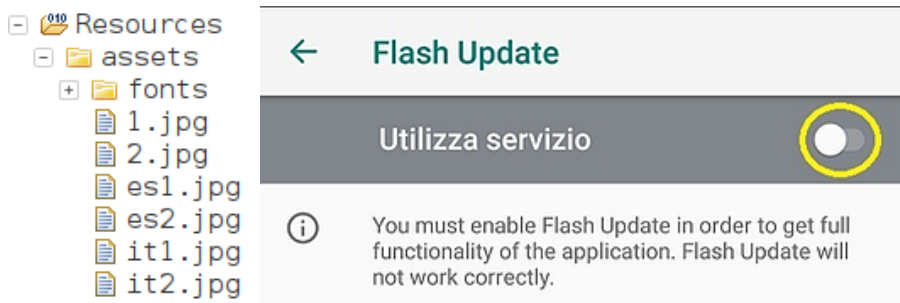 Resources
assets
fonts
1.jpg
2.jpg
es1.jpg
es2.jpg
it1.jpg
it2.jpg
Flash Update
Utilizza servizio
You must enable Flash Update in order to get full
functionality of the application. Flash Update will
not work correctly.